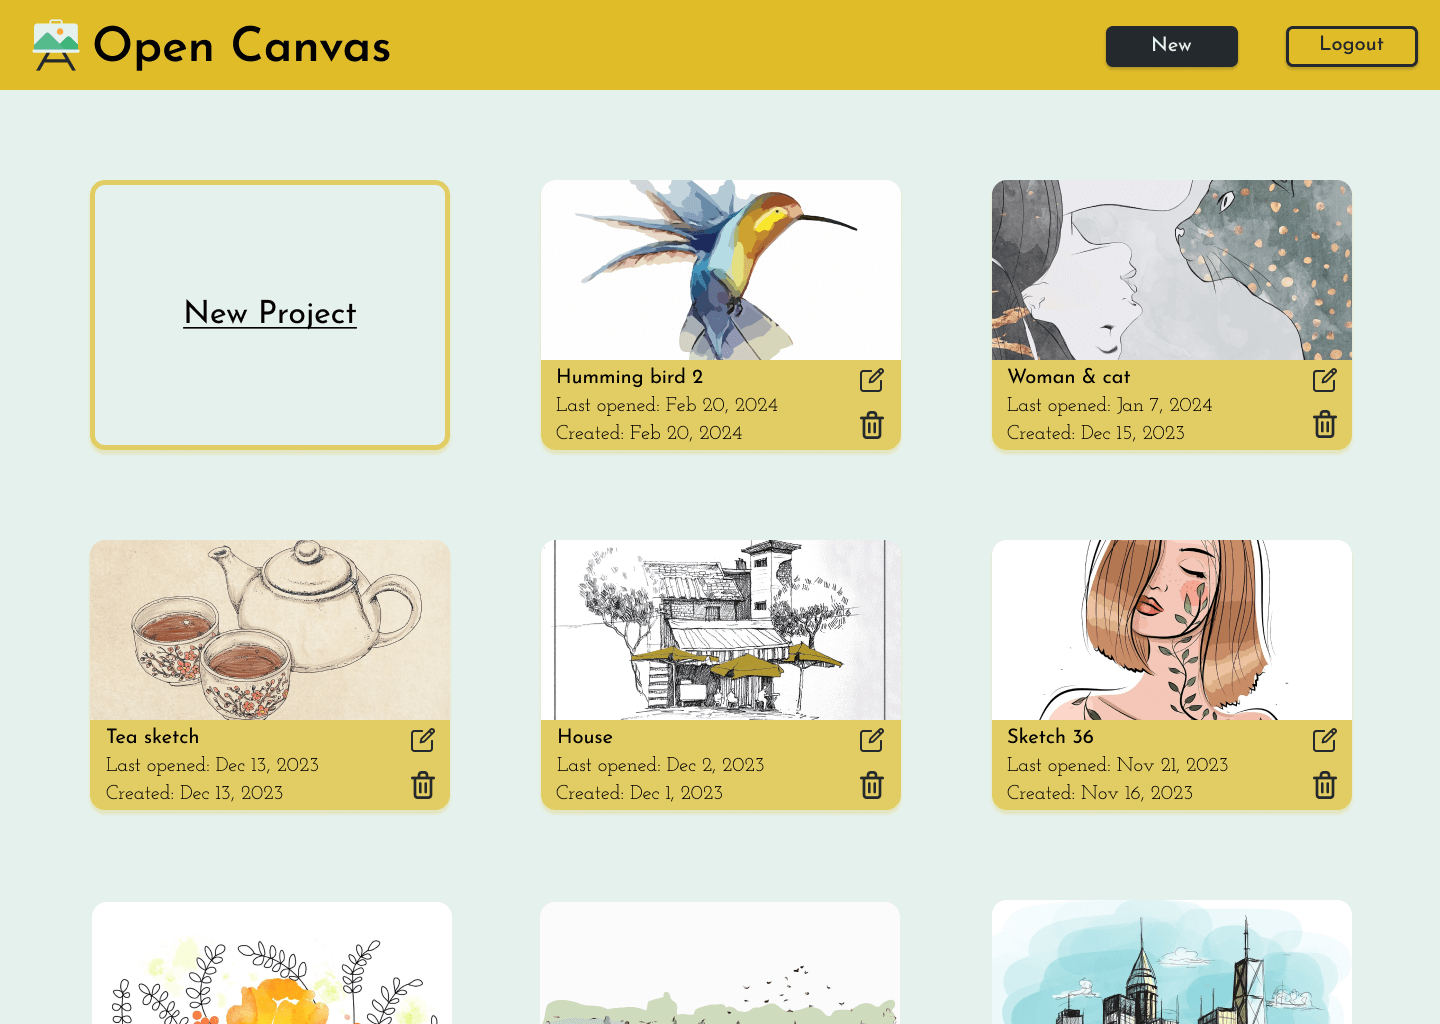 Open Canvas
New
Logout
New Project
Humming bird 2
Last opened: Feb 20, 2024
Created: Feb 20, 2024
Woman & cat
Last opened: Jan 7, 2024
Created: Dec 15, 2023
Tea sketch
Last opened: Dec 13, 2023
Created: Dec 13, 2023
House
Last opened: Dec 2, 2023
Created: Dec 1, 2023
Sketch 36
Last opened: Nov 21, 2023
Created: Nov 16, 2023